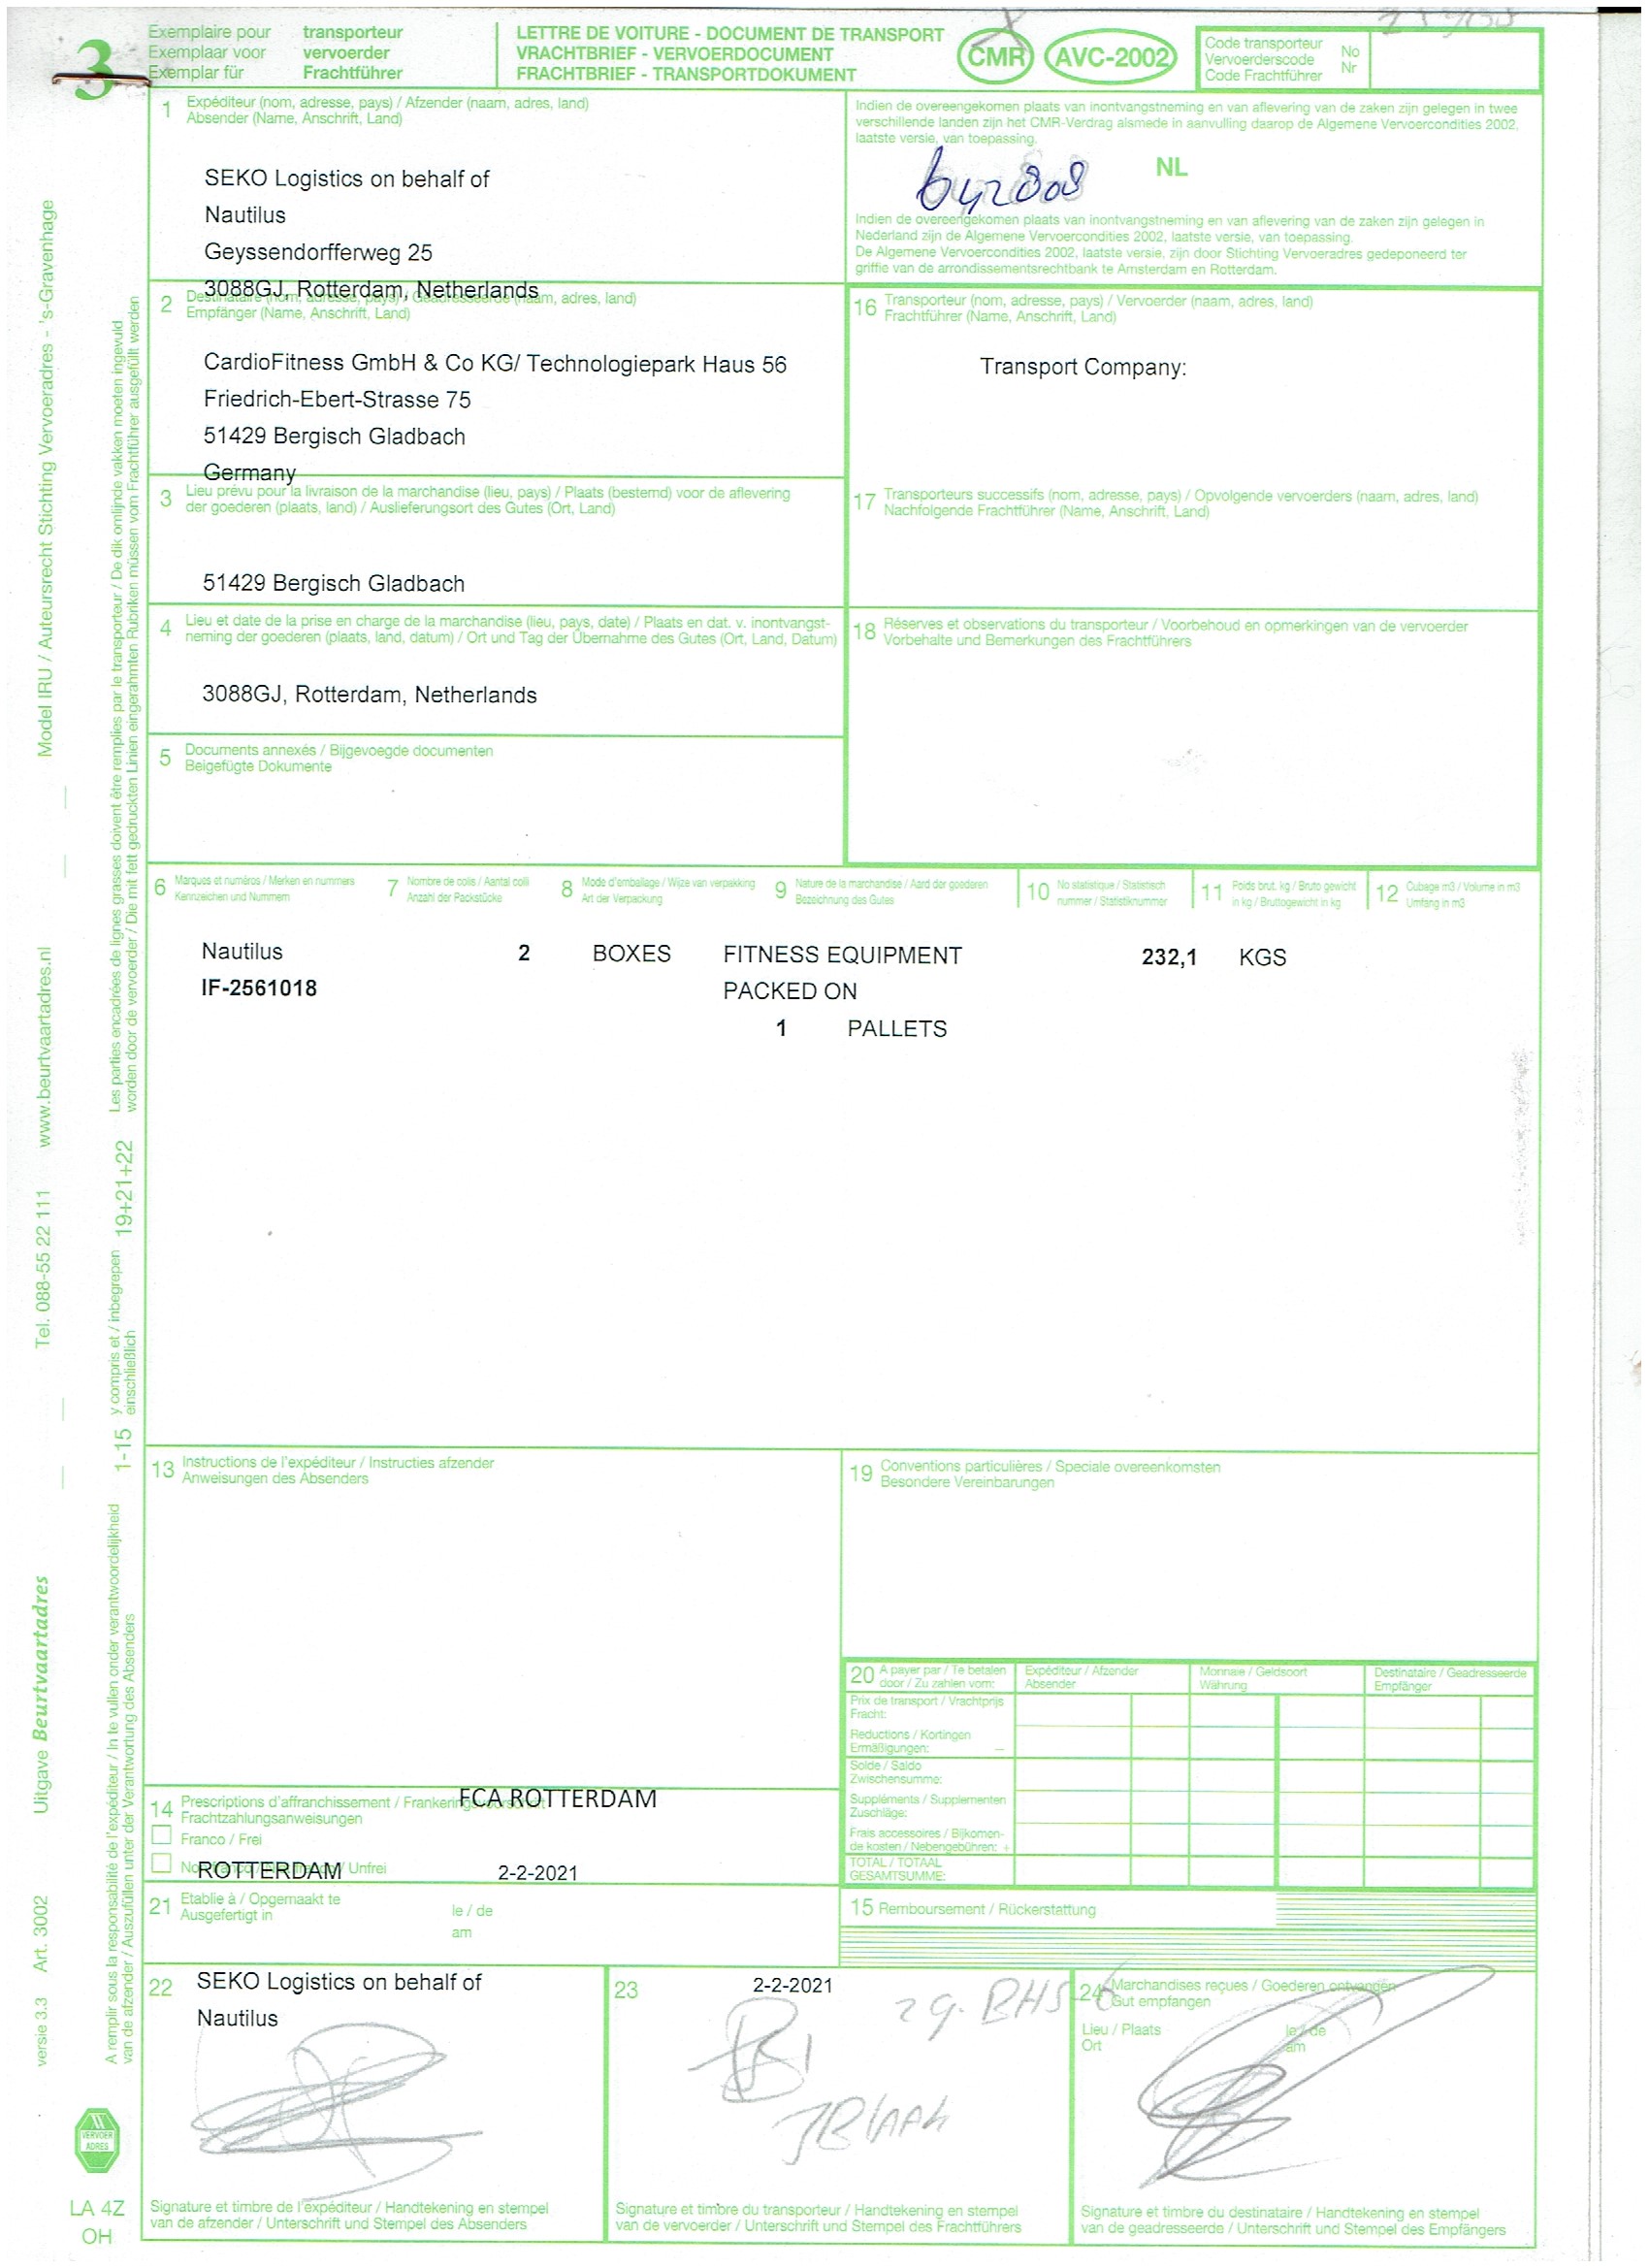 3
Exemplaire pour transporteur
Exemplaar voor vervoerder
Exemplar für Frachtführer
LETTRE DE VOITURE - DOCUMENT DE TRANSPORT
VRACHTBRIEF - VERVOERDOCUMENT
FRACHTBRIEF - TRANSPORTDOKUMENT
CMR
AVC-2002
Code transporteur No
Vervoerderscode Nr
Code Frachtführer
1 Expéditeur (nom, adresse, pays) / Afzender (naam, adres, land)
Absender (Name, Anschrift, Land)
SEKO Logistics on behalf of
Nautilus
Geyssendorfferweg 25
3088GJ, Rotterdam, Netherlands
Indien de overeengekomen plaats van inontvangstneming en van aflevering van de zaken zijn gelegen in twee
verschillende landen zijn het CMR-Verdrag alsmede in aanvulling daarop de Algemene Vervoercondities 2002,
laatste versie, van toepassing.
NL
642808
Indien de overeengekomen plaats van inontvangstneming en van aflevering van de zaken zijn gelegen in
Nederland zijn de Algemene Vervoercondities 2002, laatste versie, van toepassing.
De Algemene Vervoercondities 2002, laatste versie, zijn door Stichting Vervoeradres gedeponeerd ter
griffie van de arrondissementsrechtbank te Amsterdam en Rotterdam.
2 Destinataire (nom, adresse, pays) / Geadresseerde (naam, adres, land)
Empfänger (Name, Anschrift, Land)
CardioFitness GmbH & Co KG/ Technologiepark Haus 56
Friedrich-Ebert-Strasse 75
51429 Bergisch Gladbach
Germany
16 Transporteur (nom, adresse, pays) / Vervoerder (naam, adres, land)
Frachtführer (Name, Anschrift, Land)
Transport Company:
3 Lieu prévu pour la livraison de la marchandise (lieu, pays) / Plaats (bestemd) voor de aflevering
der goederen (plaats, land) / Auslieferungsort des Gutes (Ort, Land)
51429 Bergisch Gladbach
17 Transporteurs successifs (nom, adresse, pays) / Opvolgende vervoerders (naam, adres, land)
Nachfolgende Frachtführer (Name, Anschrift, Land)
4 Lieu et date de la prise en charge de la marchandise (lieu, pays, date) / Plaats en dat. v. inontvangst-
neming der goederen (plaats, land, datum) / Ort und Tag der Übernahme des Gutes (Ort, Land, Datum)
3088GJ, Rotterdam, Netherlands
18 Réserves et observations du transporteur / Voorbehoud en opmerkingen van de vervoerder
Vorbehalte und Bemerkungen des Frachtführers
5 Documents annexés / Bijgevoegde documenten
Beigefügte Dokumente
6 Marques et numéros / Merken en nummers
Kennzeichen und Nummern
7 Nombre de colis / Aantal colli
Anzahl der Packstücke
8 Mode d'emballage / Wijze van verpakking
Art der Verpackung
9 Nature de la marchandise / Aard der goederen
Bezeichnung des Gutes
10 No statistique / Statistisch
nummer / Statistiknummer
11 Poids brut, kg / Bruto gewicht
in kg / Bruttogewicht in kg
12 Cubage m3 / Volume in m3
Umfang in m3
Nautilus 2 BOXES FITNESS EQUIPMENT 232,1 KGS
IF-2561018 PACKED ON
1 PALLETS
13 Instructions de l'expéditeur / Instructies afzender
Anweisungen des Absenders
19 Conventions particulières / Speciale overeenkomsten
Besondere Vereinbarungen
20 A payer par / Te betalen
door / Zu zahlen vom:
Expéditeur / Afzender
Absender
Monnaie / Geldsoort
Währung
Destinataire / Geadresseerde
Empfänger
Prix de transport / Vrachtprijs
Fracht:
Reductions / Kortingen
Ermäßigungen: –
Solde / Saldo
Zwischensumme:
Suppléments / Supplementen
Zuschläge:
Frais accessoires / Bijkomen-
de kosten / Nebengebühren: +
TOTAL / TOTAAL
GESAMTSUMME:
14 Prescriptions d'affranchissement /
Frachtzahlungsanweisungen
FCA ROTTERDAM
Franco / Frei
Unfrei
ROTTERDAM 2-2-2021
21 Etablie à / Opgemaakt te le / de
Ausgefertigt in am
15 Remboursement / Rückerstattung
22 SEKO Logistics on behalf of
Nautilus
Signature et timbre de l'expéditeur / Handtekening en stempel
van de afzender / Unterschrift und Stempel des Absenders
23 2-2-2021
Signature et timbre du transporteur / Handtekening en stempel
van de vervoerder / Unterschrift und Stempel des Frachtführers
24 Marchandises reçues / Goederen ontvangen
Gut empfangen
Lieu / Plaats la / de
Ort am
Signature et timbre du destinataire / Handtekening en stempel
van de geadresseerde / Unterschrift und Stempel des Empfängers
Model IRU / Auteursrecht Stichting Vervoeradres - 's-Gravenhage
www.beurtvaartadres.nl
Tel. 088-55 22 111
Uitgave Beurtvaartadres
Art. 3002
versie 3.3
Les parties encadrées de lignes grasses doivent être remplies par le transporteur / De dik omlijnde vakken moeten ingevuld
worden door de vervoerder / Die mit fett gedruckten Linien eingerahmten Rubriken müssen vom Frachtführer ausgefüllt werden
19+21+22
y compris et / inbegrepen
einschließlich
1-15
A remplir sous la responsabilité de l'expéditeur / In te vullen onder verantwoordelijkheid
van de afzender / Auszufüllen unter der Verantwortung des Absenders
VERVOER
ADRES
LA 4Z
OH